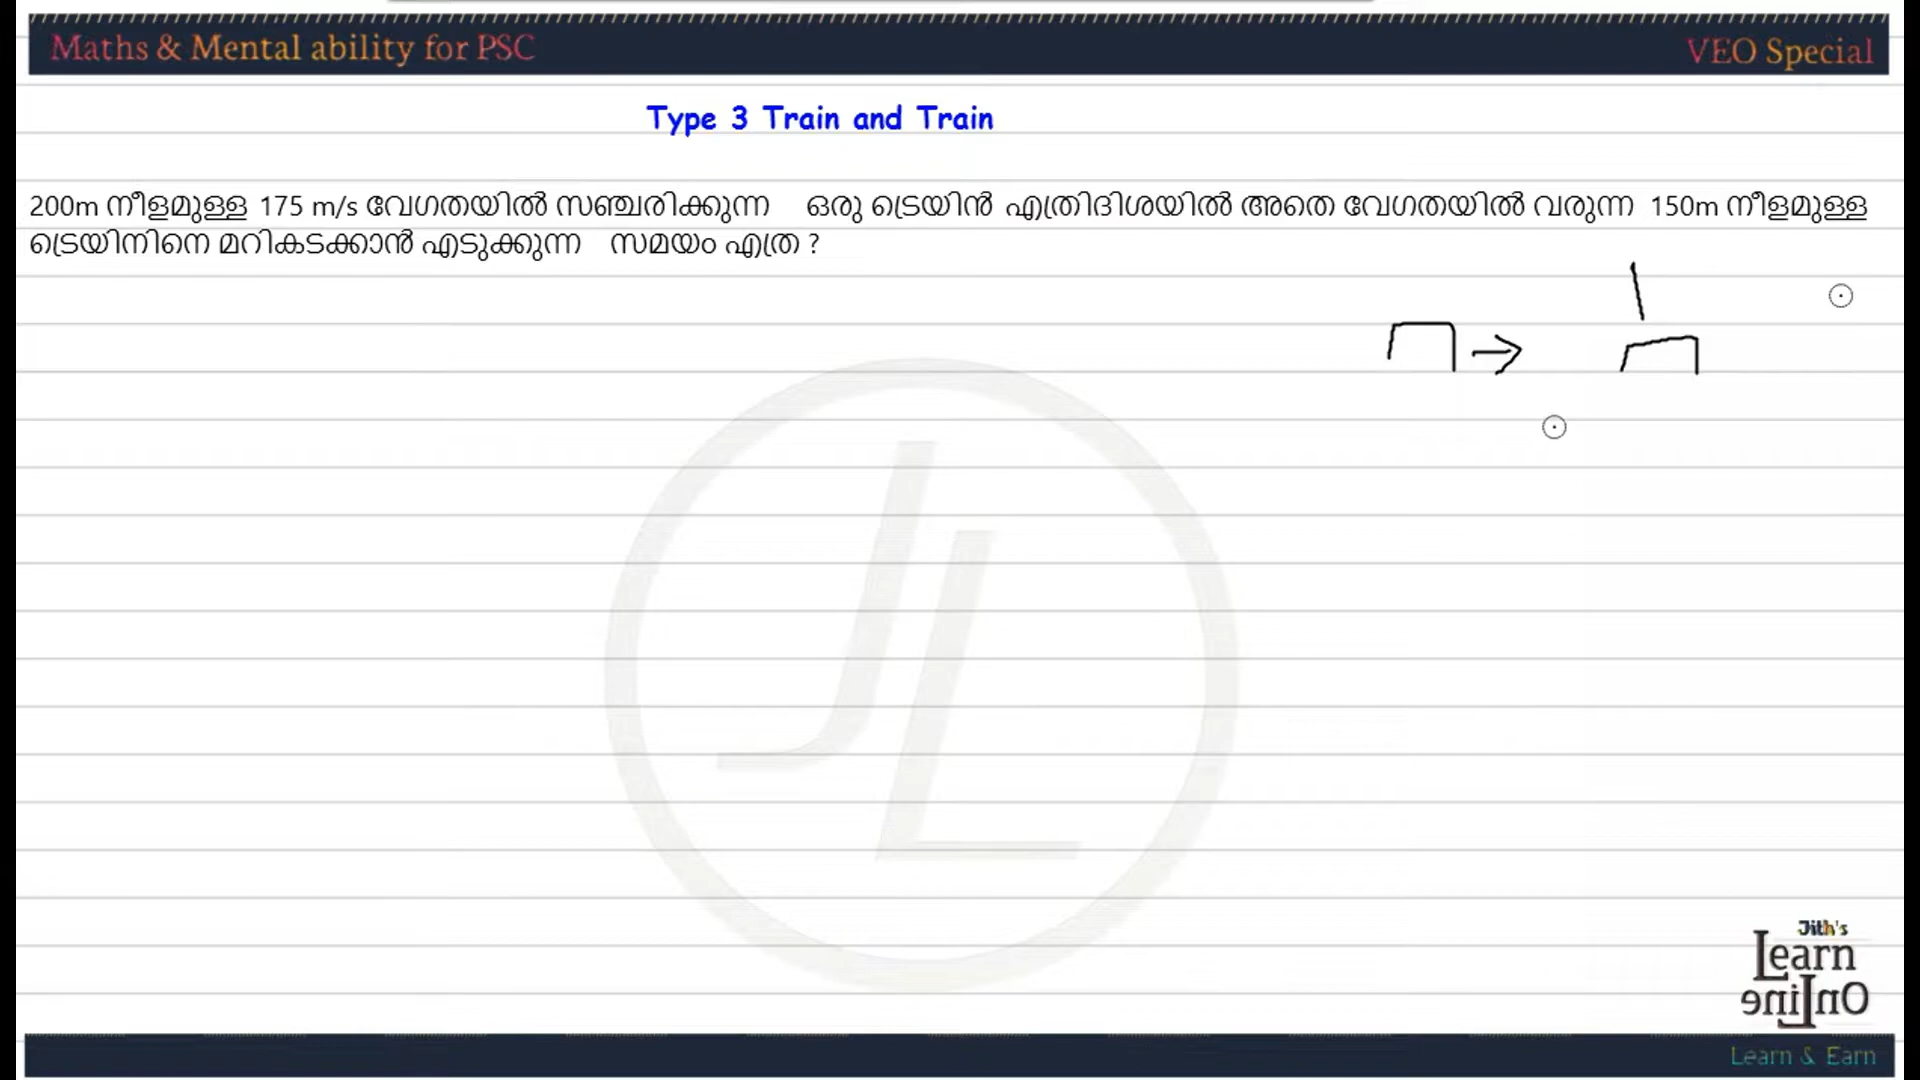 Maths & Mental ability for PSC
VEO Special
Type 3 Train and Train
200m നീളമുള്ള 175 m/s വേഗതയിൽ സഞ്ചരിക്കുന്ന ഒരു ട്രെയിൻ എത്രിദിശയിൽ അതെ വേഗതയിൽ വരുന്ന 150m നീളമുള്ള
ട്രെയിനിനെ മറികടക്കാൻ എടുക്കുന്ന സമയം എത്ര ?
JL
Jith's
Learn
OnLine
Learn & Earn